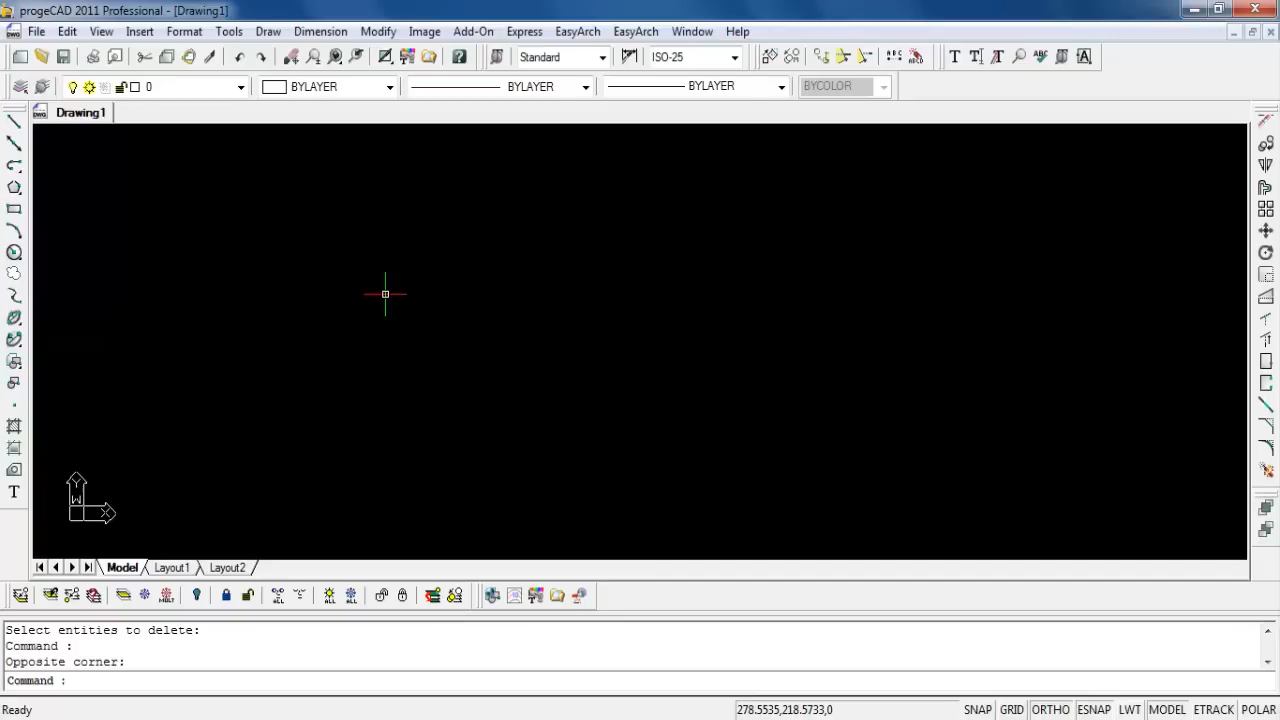 progeCAD 2011 Professional - [Drawing1]
File Edit View Insert Format Tools Draw Dimension Modify Image Add-On Express EasyArch EasyArch Window Help
Standard ISO-25
0 BYLAYER BYLAYER BYLAYER BYCOLOR
Drawing1
Y
W
X
Model Layout1 Layout2
Select entities to delete:
Command :
Opposite corner:
Command :
Ready 278.5535,218.5733,0 SNAP GRID ORTHO ESNAP LWT MODEL ETRACK POLAR